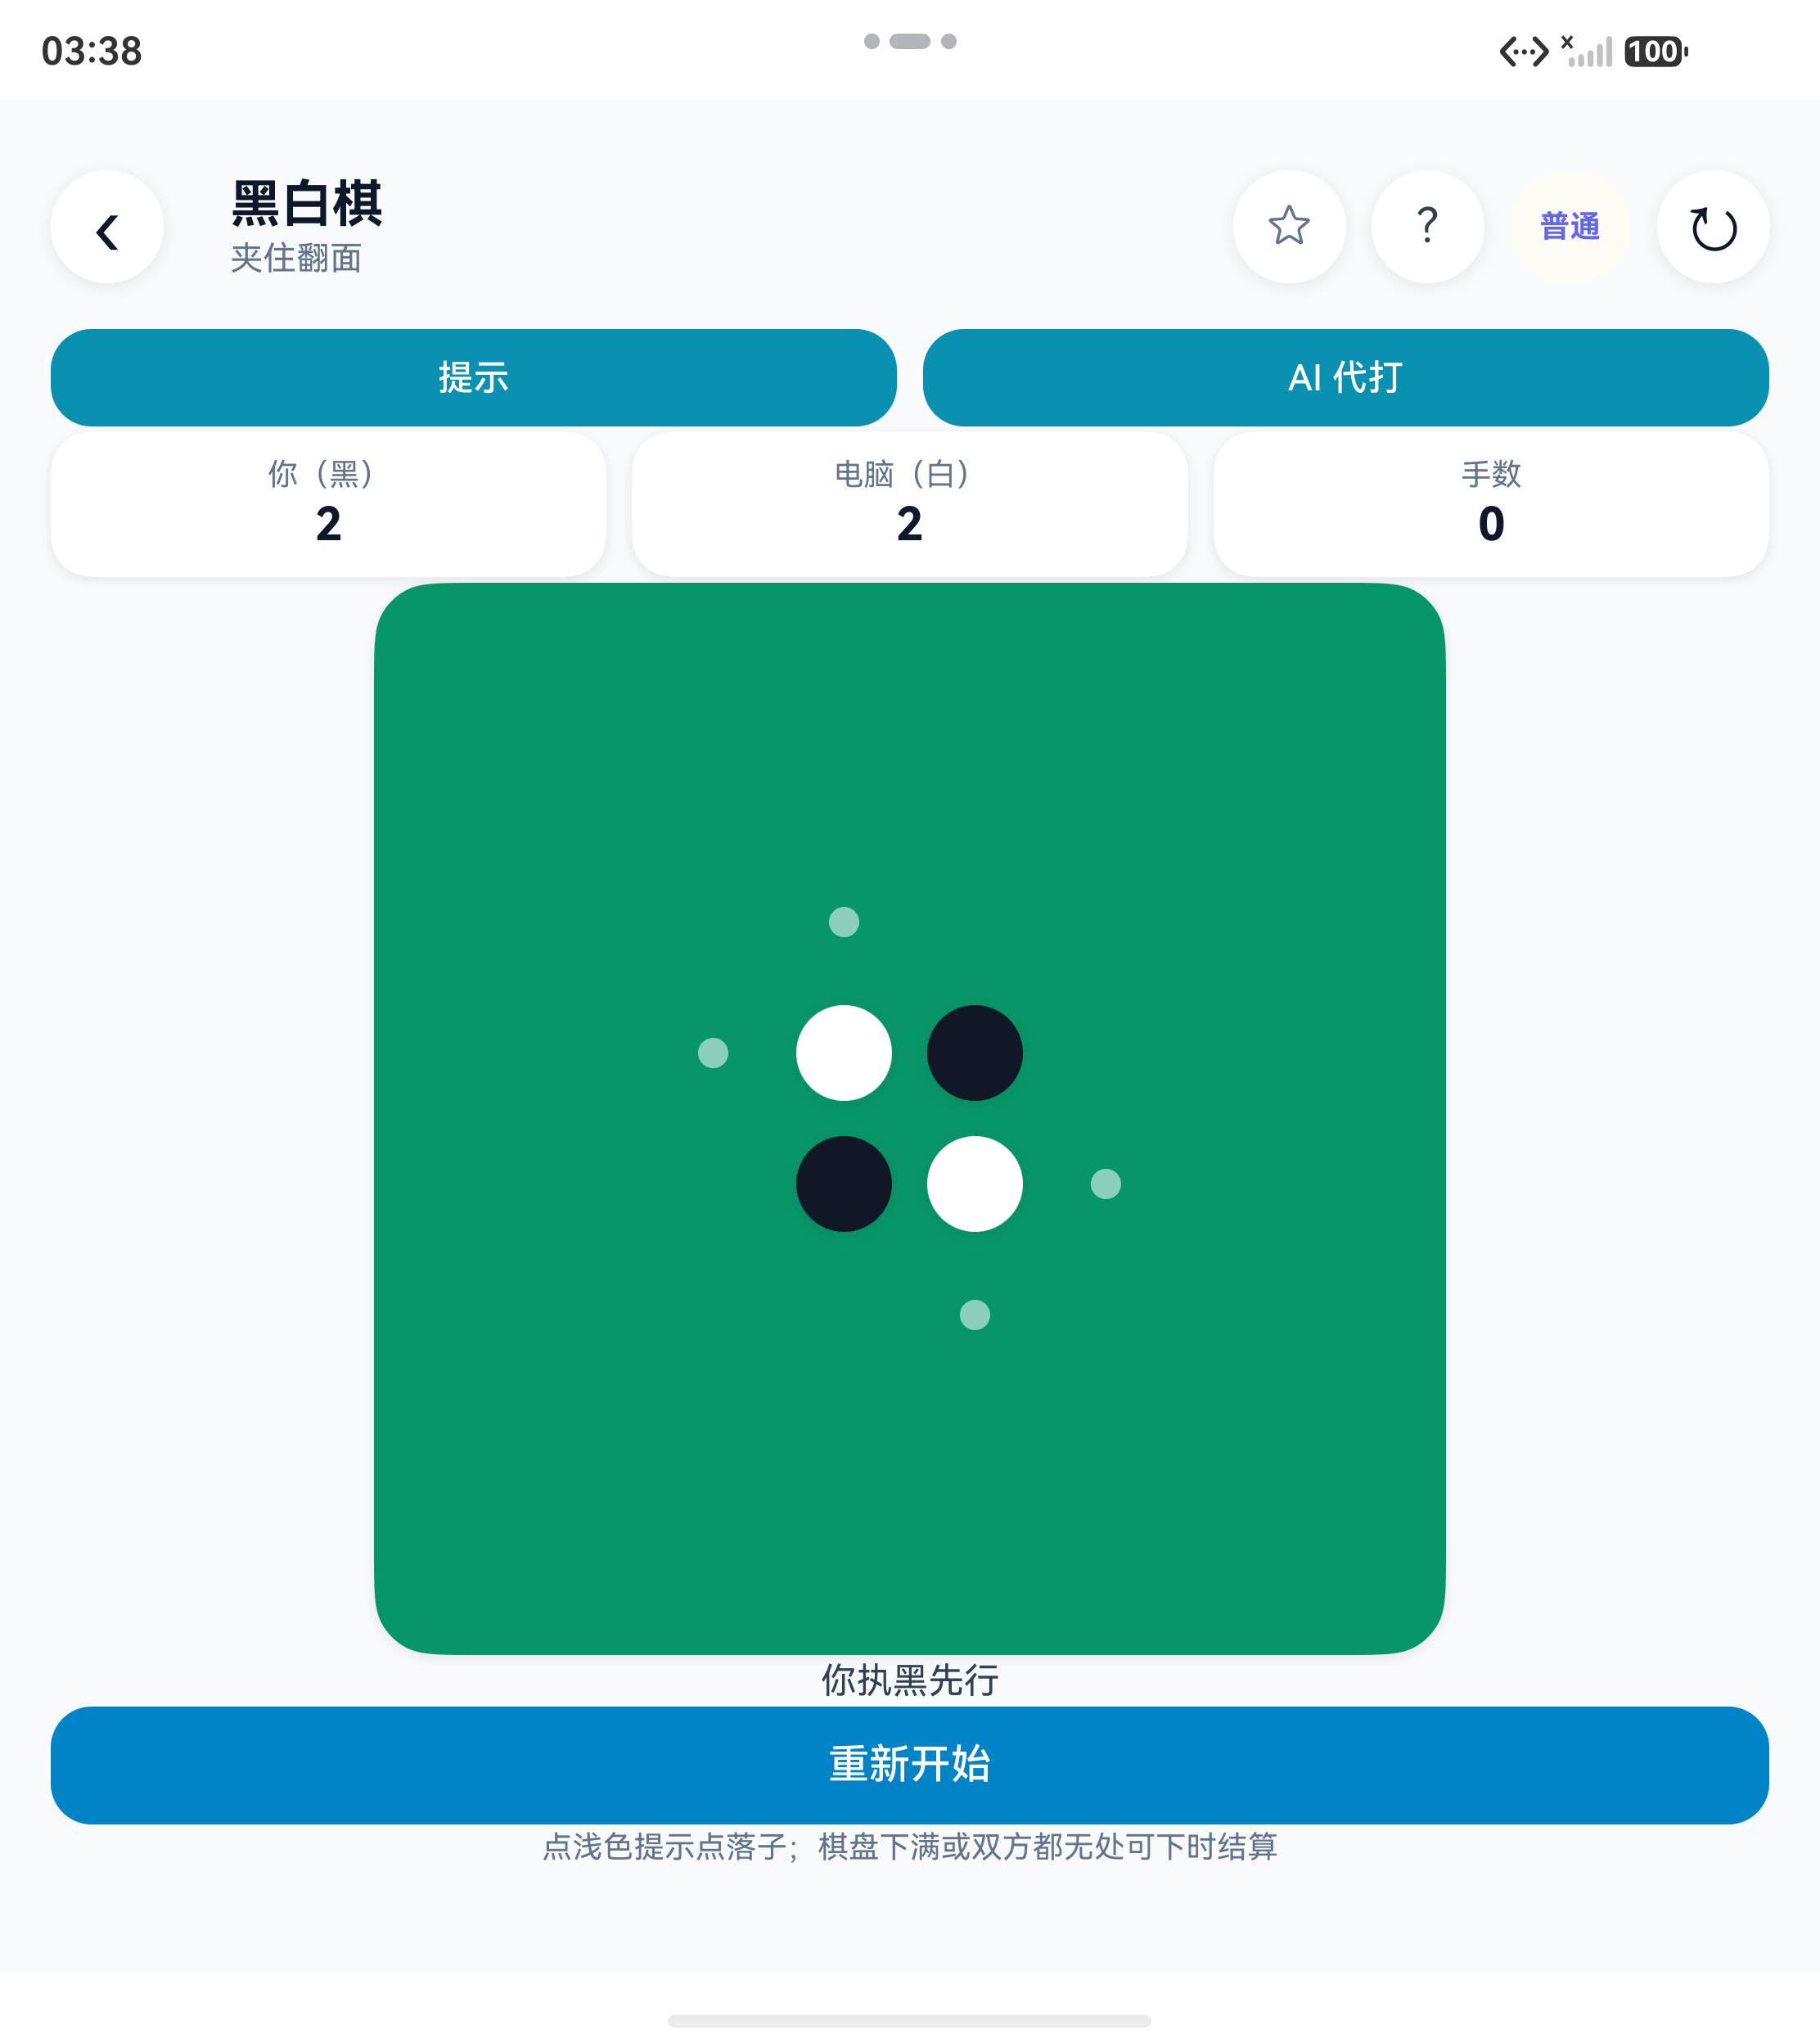 03:38
100
黑白棋
夹住翻面
?
普通
提示
AI 代打
你（黑）
2
电脑（白）
2
手数
0
你执黑先行
重新开始
点浅色提示点落子；棋盘下满或双方都无处可下时结算